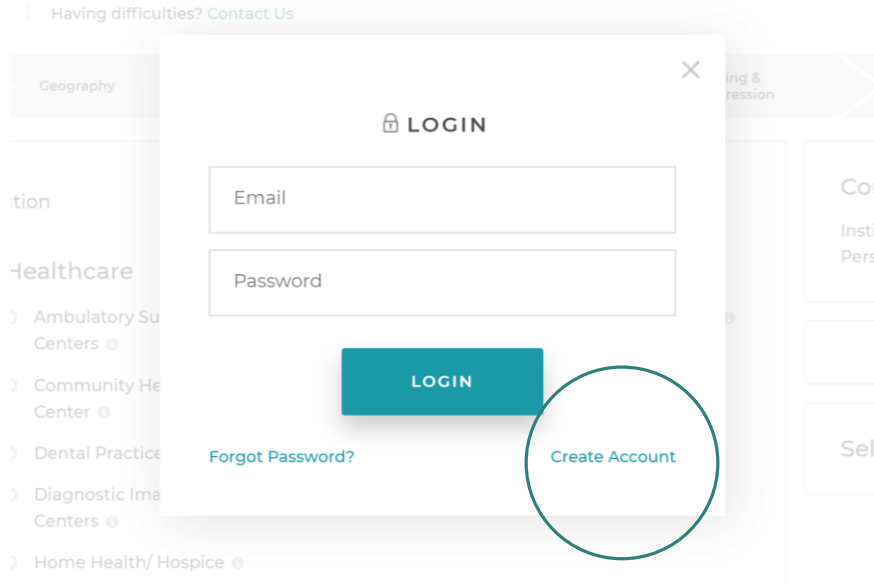 Having difficulties? Contact Us
Geography
LOGIN
Email
Password
LOGIN
Forgot Password?
Create Account
Healthcare
Ambulatory Su
Centers
Community He
Center
Dental Practice
Diagnostic Ima
Centers
Home Health/ Hospice